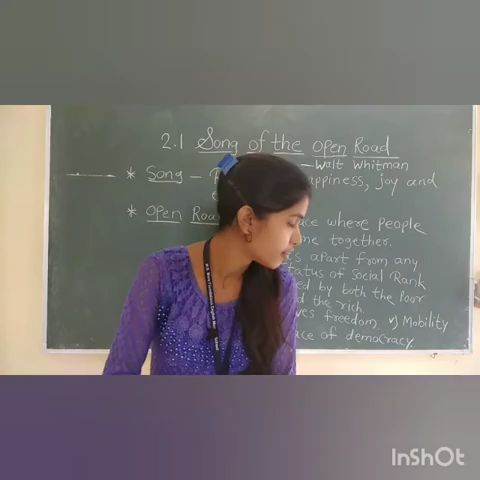 2.1 Song of the Open Road
- Walt Whitman
* Song - appiness, joy and
* Open Roa ace where people
me together.
s apart from any
tatus of Social Rank
ed by both the Poor
d the rich
ves freedom v) Mobility
ace of democracy
InShOt